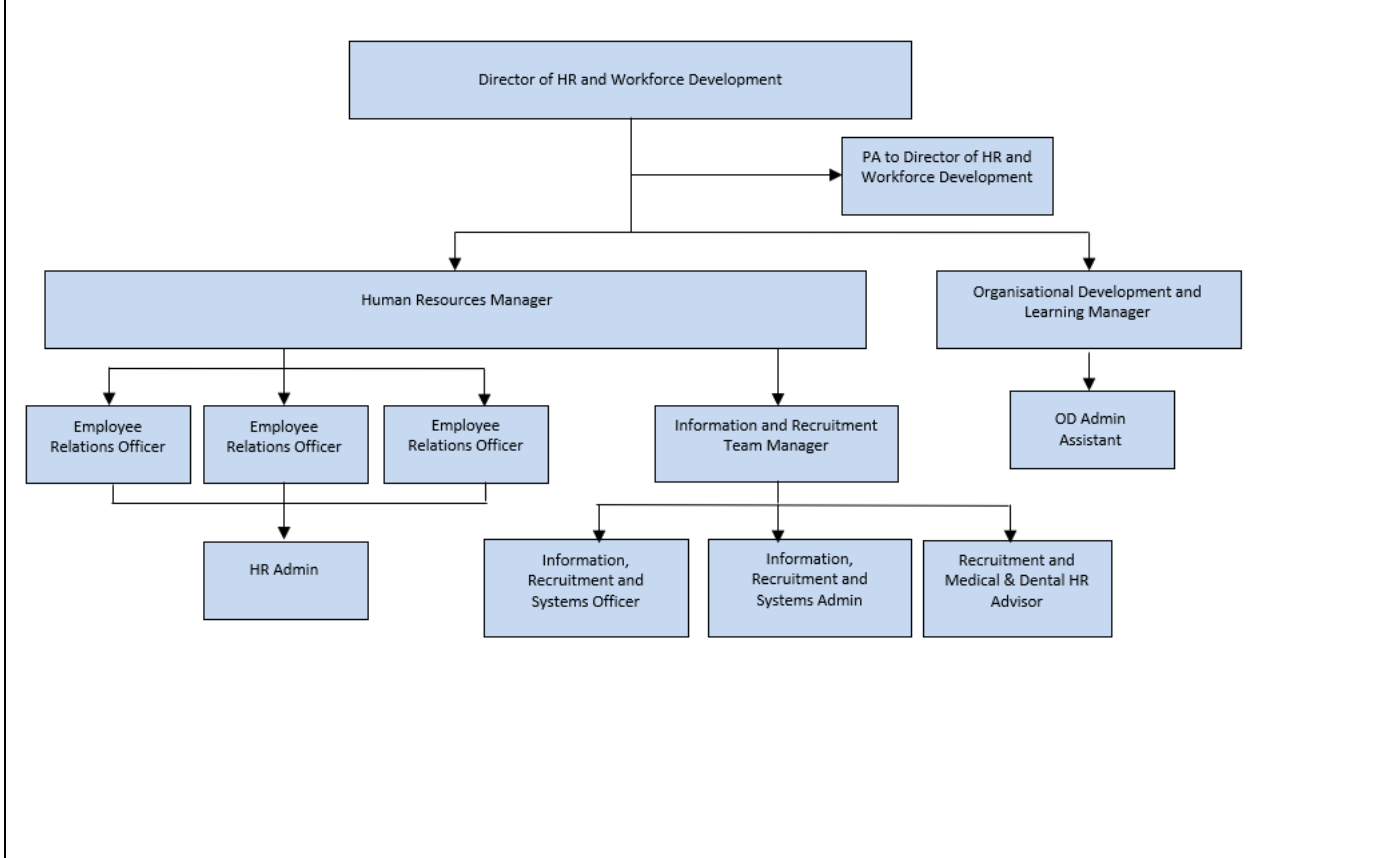 Director of HR and Workforce Development
PA to Director of HR and
Workforce Development
Human Resources Manager
Organisational Development and
Learning Manager
Employee
Relations Officer
Employee
Relations Officer
Employee
Relations Officer
Information and Recruitment
Team Manager
OD Admin
Assistant
HR Admin
Information,
Recruitment and
Systems Officer
Information,
Recruitment and
Systems Admin
Recruitment and
Medical & Dental HR
Advisor